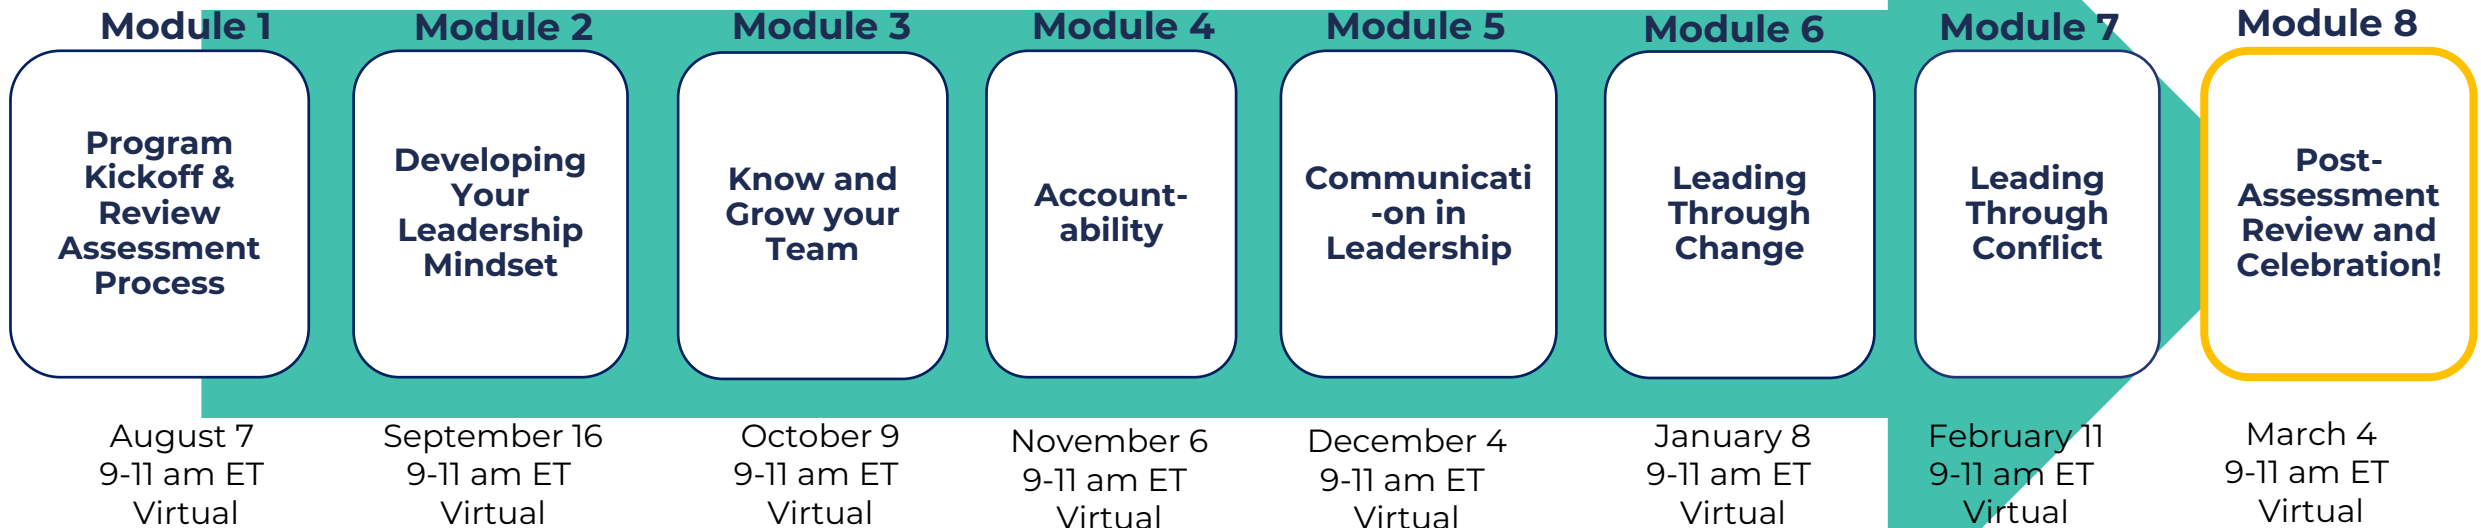 Module 1
Program
Kickoff &
Review
Assessment
Process
August 7
9-11 am ET
Virtual
Module 2
Developing
Your
Leadership
Mindset
September 16
9-11 am ET
Virtual
Module 3
Know and
Grow your
Team
October 9
9-11 am ET
Virtual
Module 4
Account-
ability
November 6
9-11 am ET
Virtual
Module 5
Communicati
-on in
Leadership
December 4
9-11 am ET
Virtual
Module 6
Leading
Through
Change
January 8
9-11 am ET
Virtual
Module 7
Leading
Through
Conflict
February 11
9-11 am ET
Virtual
Module 8
Post-
Assessment
Review and
Celebration!
March 4
9-11 am ET
Virtual